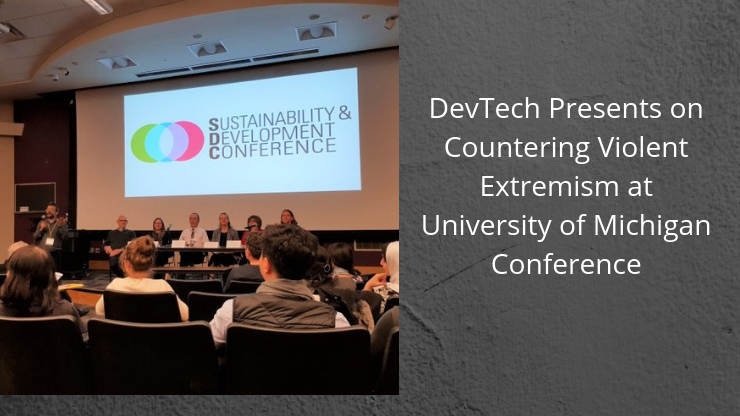 SUSTAINABILITY &
DEVELOPMENT
CONFERENCE
DevTech Presents on
Countering Violent
Extremism at
University of Michigan
Conference